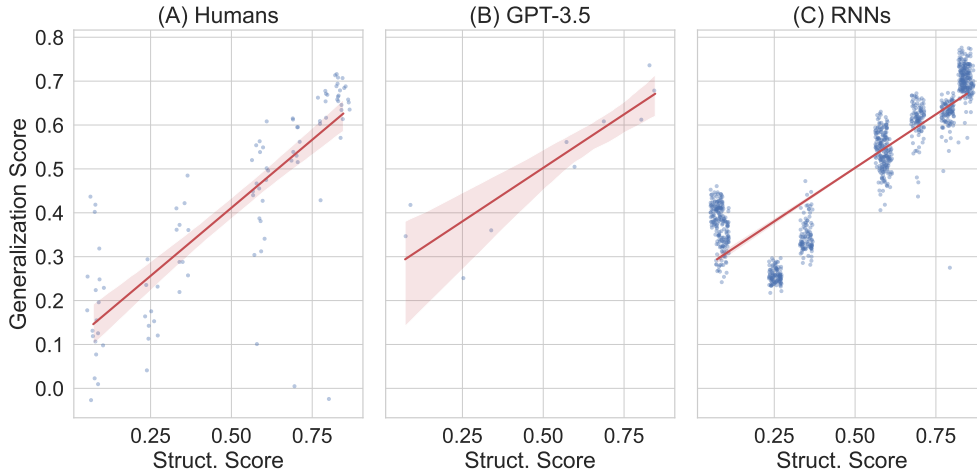 (A) Humans
(B) GPT-3.5
(C) RNNs
Generalization Score
0.8
0.7
0.6
0.5
0.4
0.3
0.2
0.1
0.0
0.25 0.50 0.75
0.25 0.50 0.75
0.25 0.50 0.75
Struct. Score
Struct. Score
Struct. Score